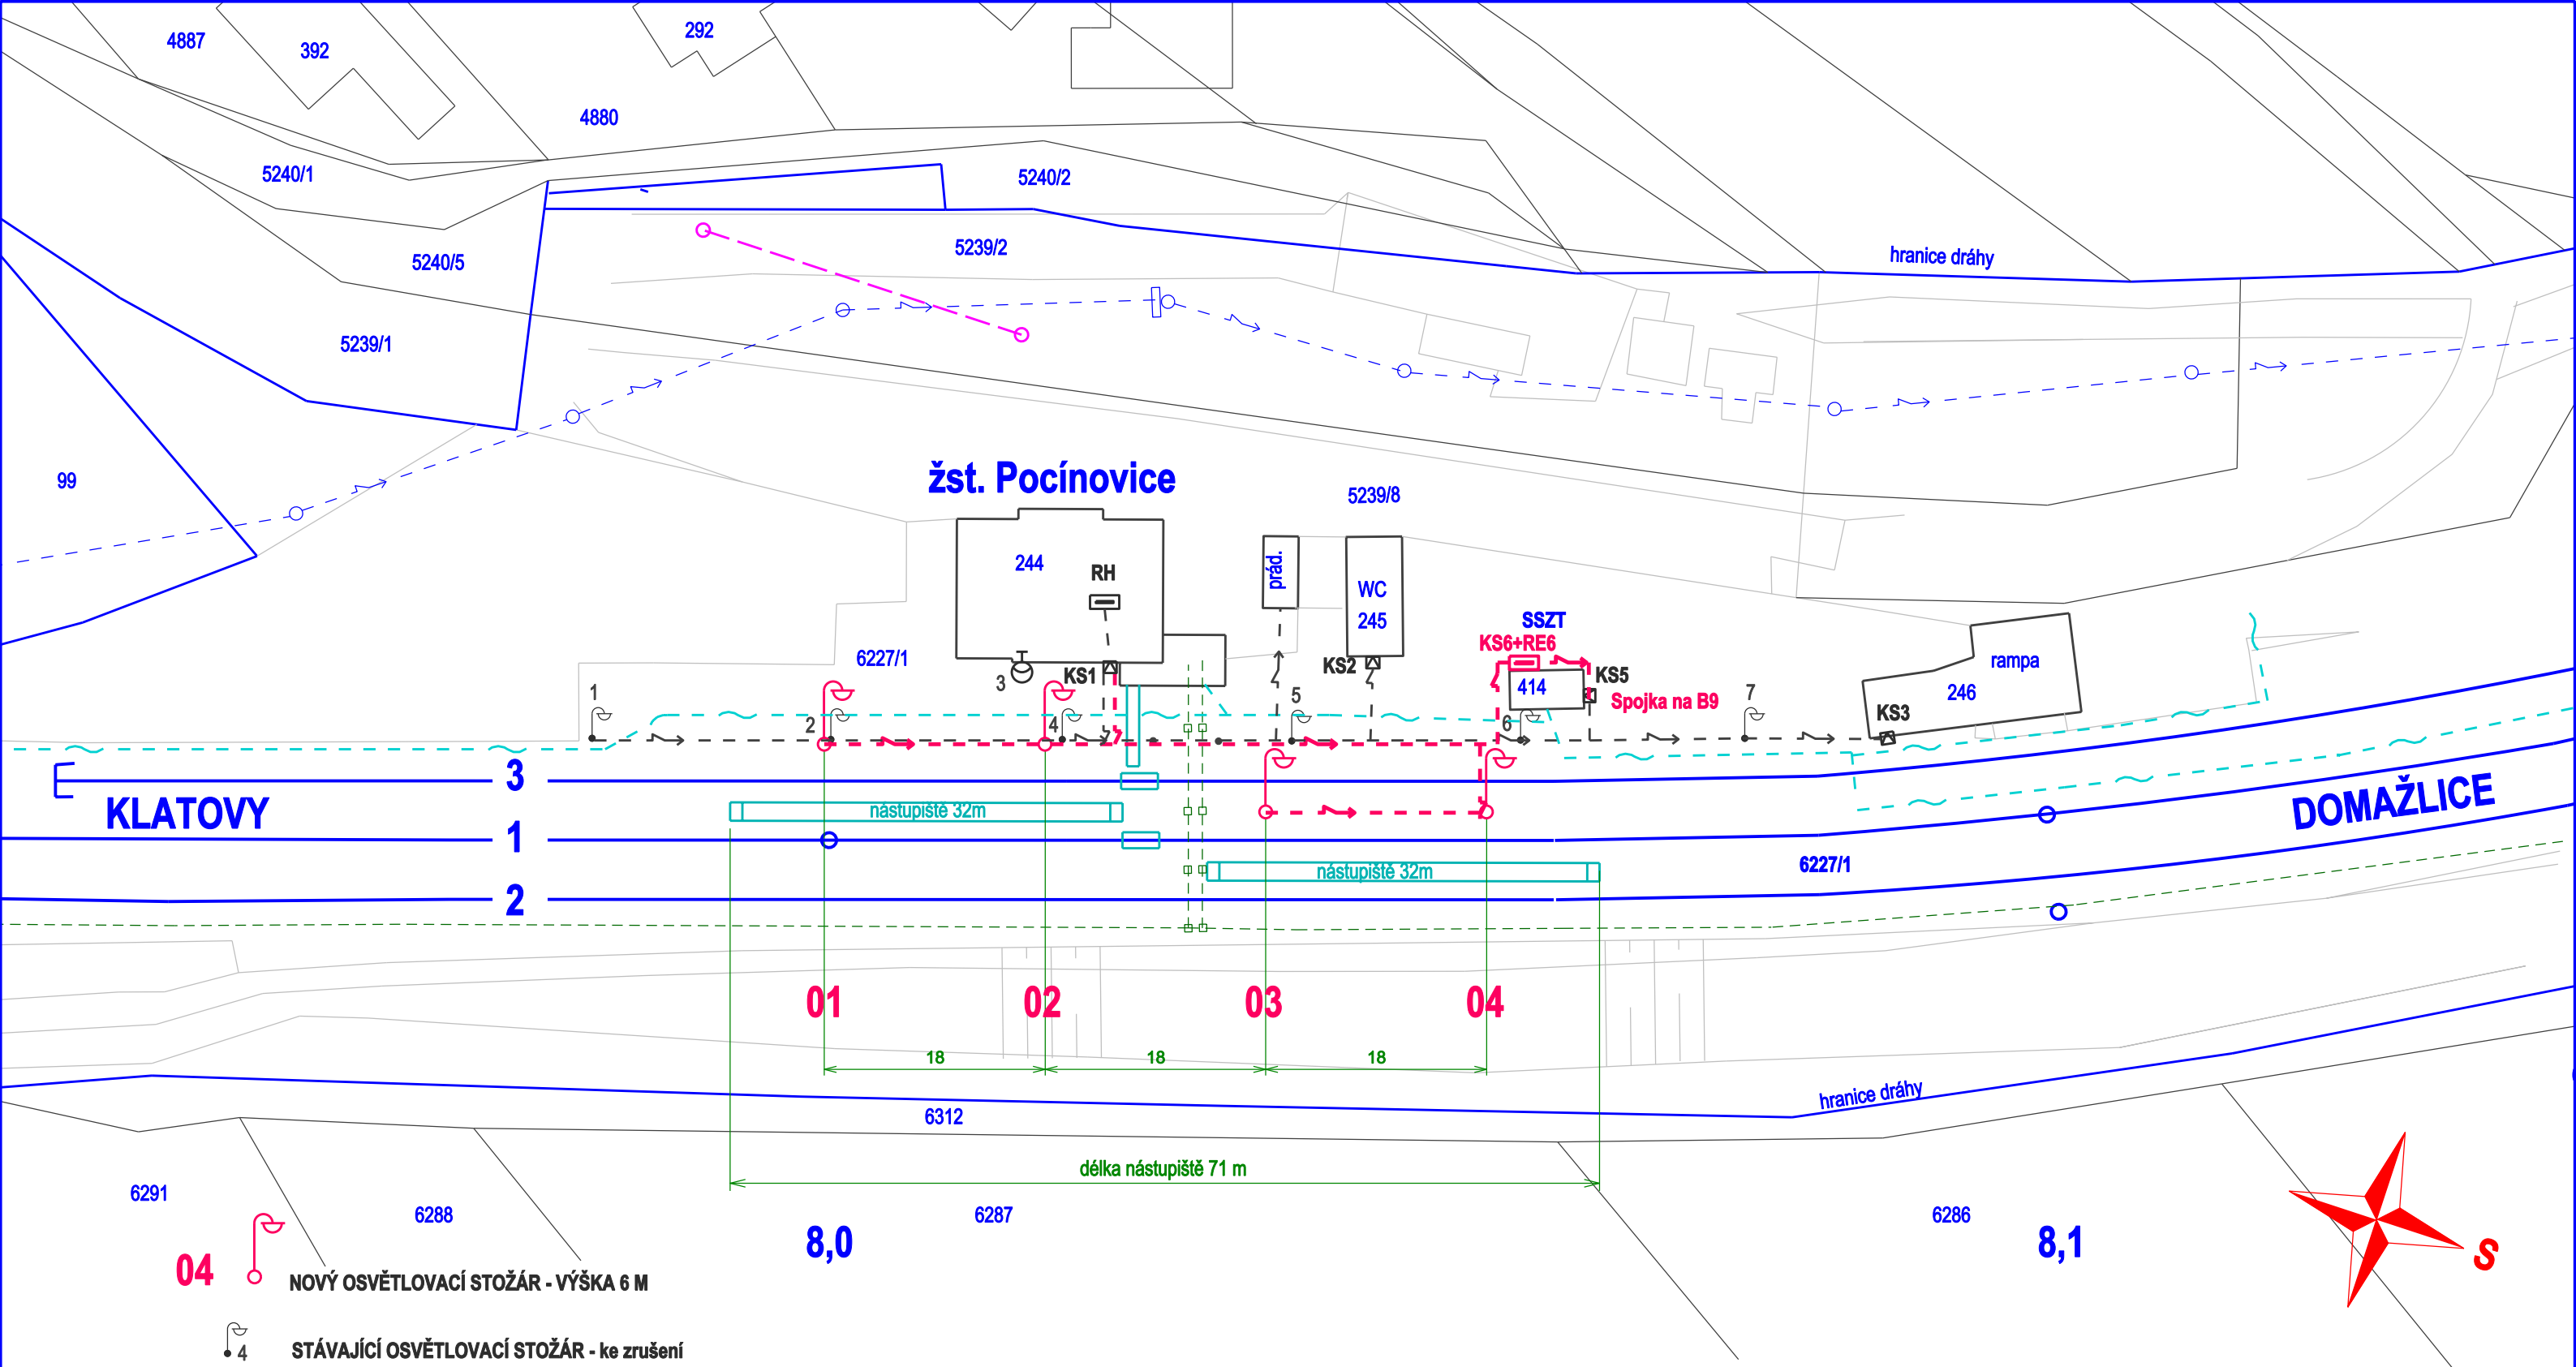 4887
392
292
4880
5240/1
5240/2
5240/5
5239/2
hranice dráhy
5239/1
99
žst. Pocínovice
5239/8
244
RH
prád.
WC
245
SSZT
KS6+RE6
6227/1
3
KS1
KS2
414
KS5
Spojka na B9
rampa
246
KS3
1
2
4
5
6
7
3
KLATOVY
nástupiště 32m
DOMAŽLICE
1
6227/1
nástupiště 32m
2
01
02
03
04
18
18
18
hranice dráhy
6312
délka nástupiště 71 m
6291
6288
6287
6286
8,0
8,1
S
04
NOVÝ OSVĚTLOVACÍ STOŽÁR - VÝŠKA 6 M
4
STÁVAJÍCÍ OSVĚTLOVACÍ STOŽÁR - ke zrušení